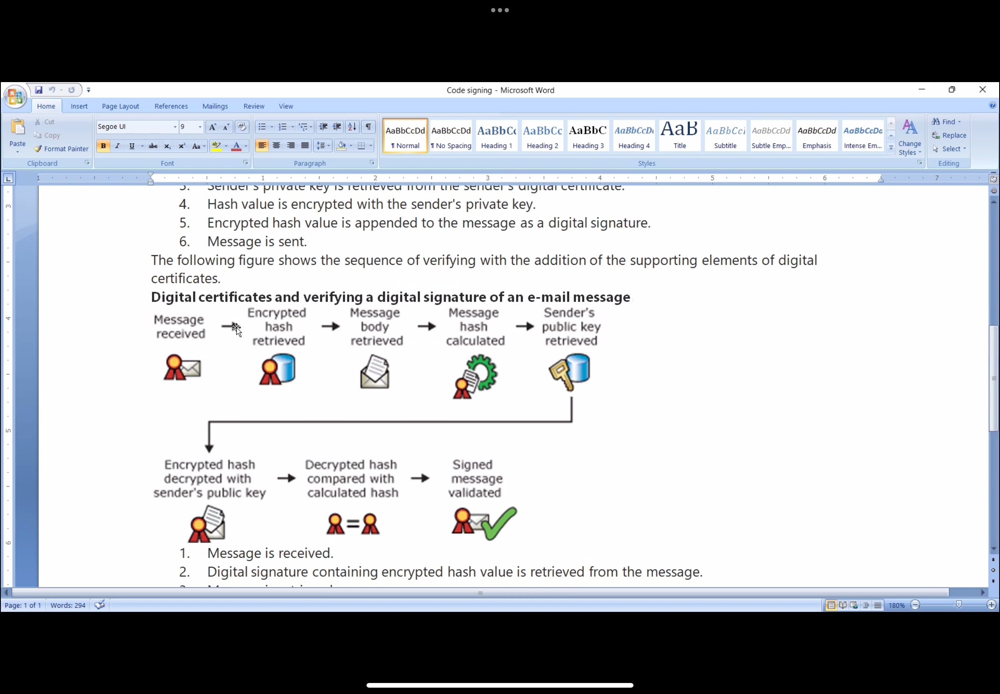 Code signing - Microsoft Word
Home Insert Page Layout References Mailings Review View
Paste
Cut
Copy
Format Painter
Clipboard
Segoe UI 9
Font
Paragraph
AaBbCcDd AaBbCcDd AaBbCc AaBbCc AaBbC AaBbCcDc AaB AaBbCcI AaBbCcDd AaBbCcDd AaBbCcDc
¶ Normal ¶ No Spacing Heading 1 Heading 2 Heading 3 Heading 4 Title Subtitle Subtle Emp... Emphasis Intense Em...
Styles
Change
Styles
Find
Replace
Select
Editing
1 1 2 3 4 5 6 7
3. Sender's private key is retrieved from the sender's digital certificate.
4. Hash value is encrypted with the sender's private key.
5. Encrypted hash value is appended to the message as a digital signature.
6. Message is sent.
The following figure shows the sequence of verifying with the addition of the supporting elements of digital
certificates.
Digital certificates and verifying a digital signature of an e-mail message
Message
received
Encrypted
hash
retrieved
Message
body
retrieved
Message
hash
calculated
Sender's
public key
retrieved
Encrypted hash
decrypted with
sender's public key
Decrypted hash
compared with
calculated hash
Signed
message
validated
1. Message is received.
2. Digital signature containing encrypted hash value is retrieved from the message.
3
4
5
6
Page: 1 of 1 Words: 294 180%